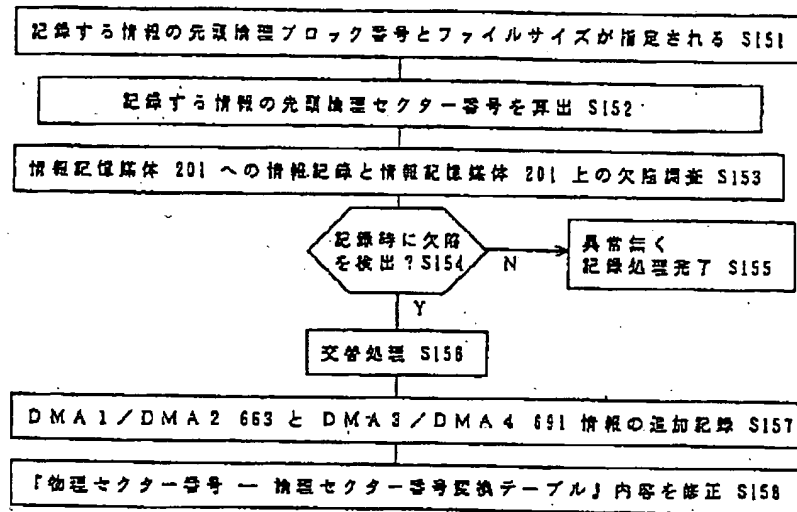 記録する情報の先頭論理ブロック番号とファイルサイズが指定される S151
記録する情報の先頭論理セクター番号を算出 S152
情報記憶媒体 201 への情報記録と情報記憶媒体 201 上の欠陥調査 S153
記録時に欠陥
を検出？S154
N
異常無く
記録処理完了 S155
Y
交替処理 S156
DMA1／DMA2 663 と DMA3／DMA4 691 情報の追加記録 S157
『物理セクター番号 ― 論理セクター番号変換テーブル』内容を修正 S158